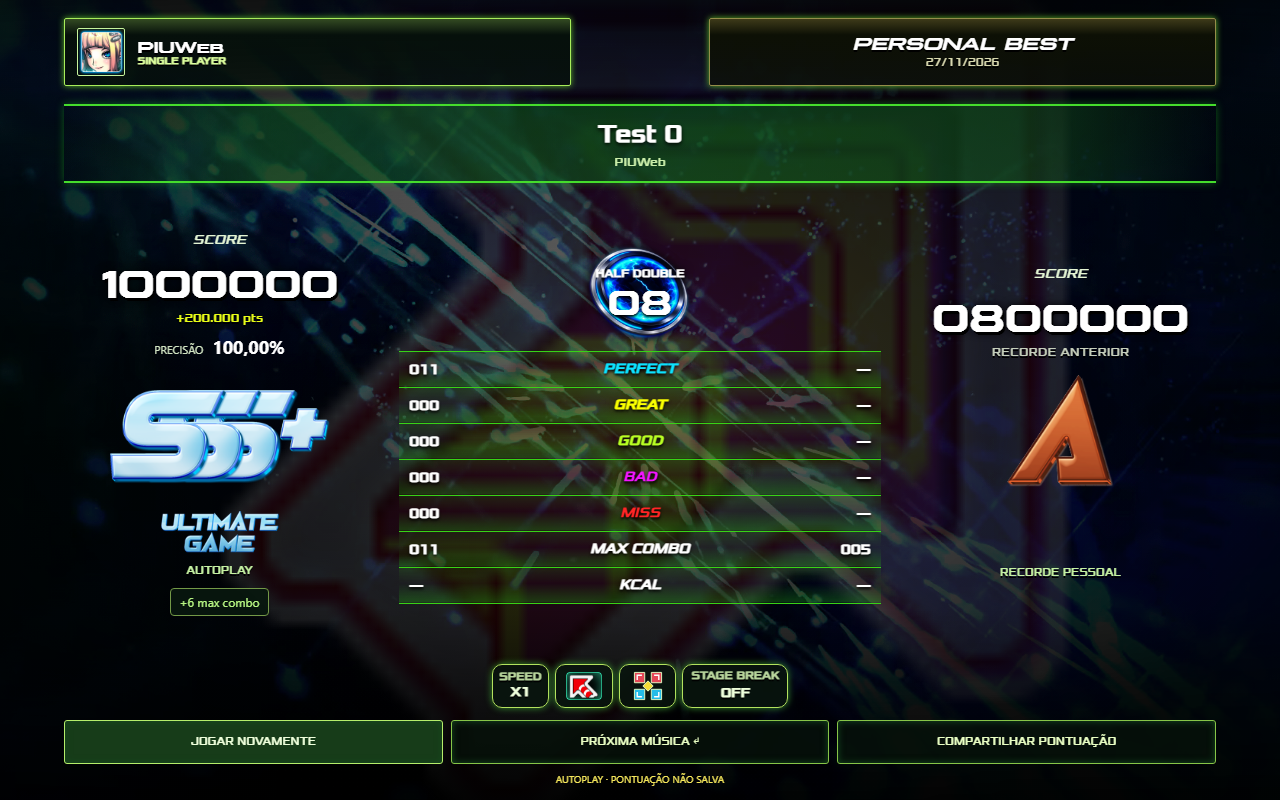 PIUWEB
SINGLE PLAYER
PERSONAL BEST
27/11/2026
Test 0
PIUWeb
SCORE
1000000
+200.000 pts
PRECISÃO 100,00%
SSS+
ULTIMATE
GAME
AUTOPLAY
+6 max combo
HALF DOUBLE
08
011 PERFECT —
000 GREAT —
000 GOOD —
000 BAD —
000 MISS —
011 MAX COMBO 005
— KCAL —
SCORE
0800000
RECORDE ANTERIOR
A
RECORDE PESSOAL
SPEED
X1
STAGE BREAK
OFF
JOGAR NOVAMENTE
PRÓXIMA MÚSICA ↲
COMPARTILHAR PONTUAÇÃO
AUTOPLAY · PONTUAÇÃO NÃO SALVA